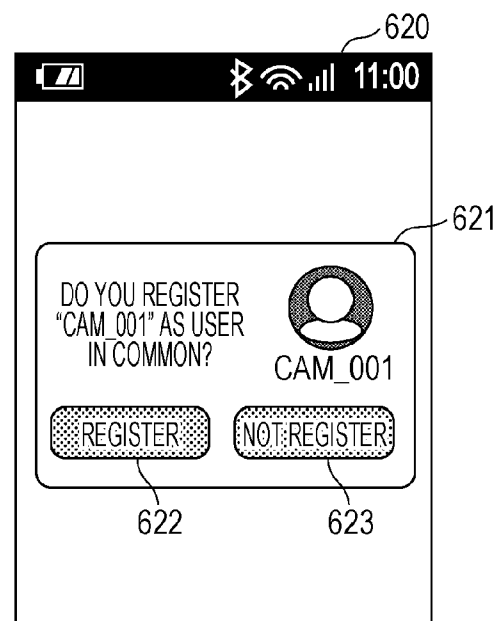 620
11:00
621
DO YOU REGISTER
"CAM_001" AS USER
IN COMMON?
CAM_001
REGISTER
NOT REGISTER
622
623